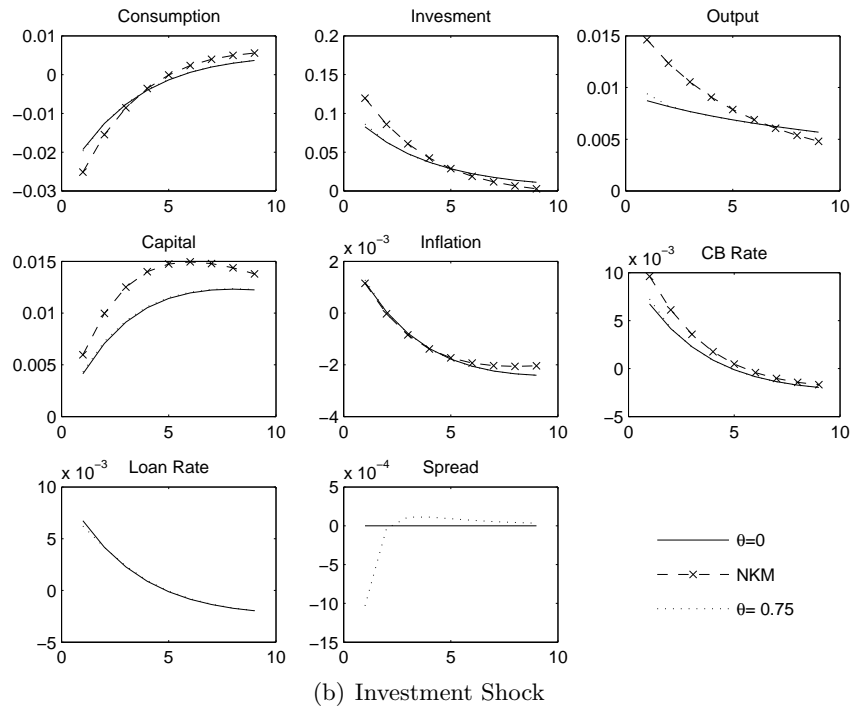 Consumption
0.01
0
−0.01
−0.02
−0.03
0 5 10
Invesment
0.2
0.15
0.1
0.05
0
0 5 10
Output
0.015
0.01
0.005
0
0 5 10
Capital
0.015
0.01
0.005
0
0 5 10
x 10−3
Inflation
2
0
−2
−4
0 5 10
x 10−3
CB Rate
10
5
0
−5
0 5 10
x 10−3
Loan Rate
10
5
0
−5
0 5 10
x 10−4
Spread
5
0
−5
−10
−15
0 5 10
θ=0
NKM
θ= 0.75
(b) Investment Shock